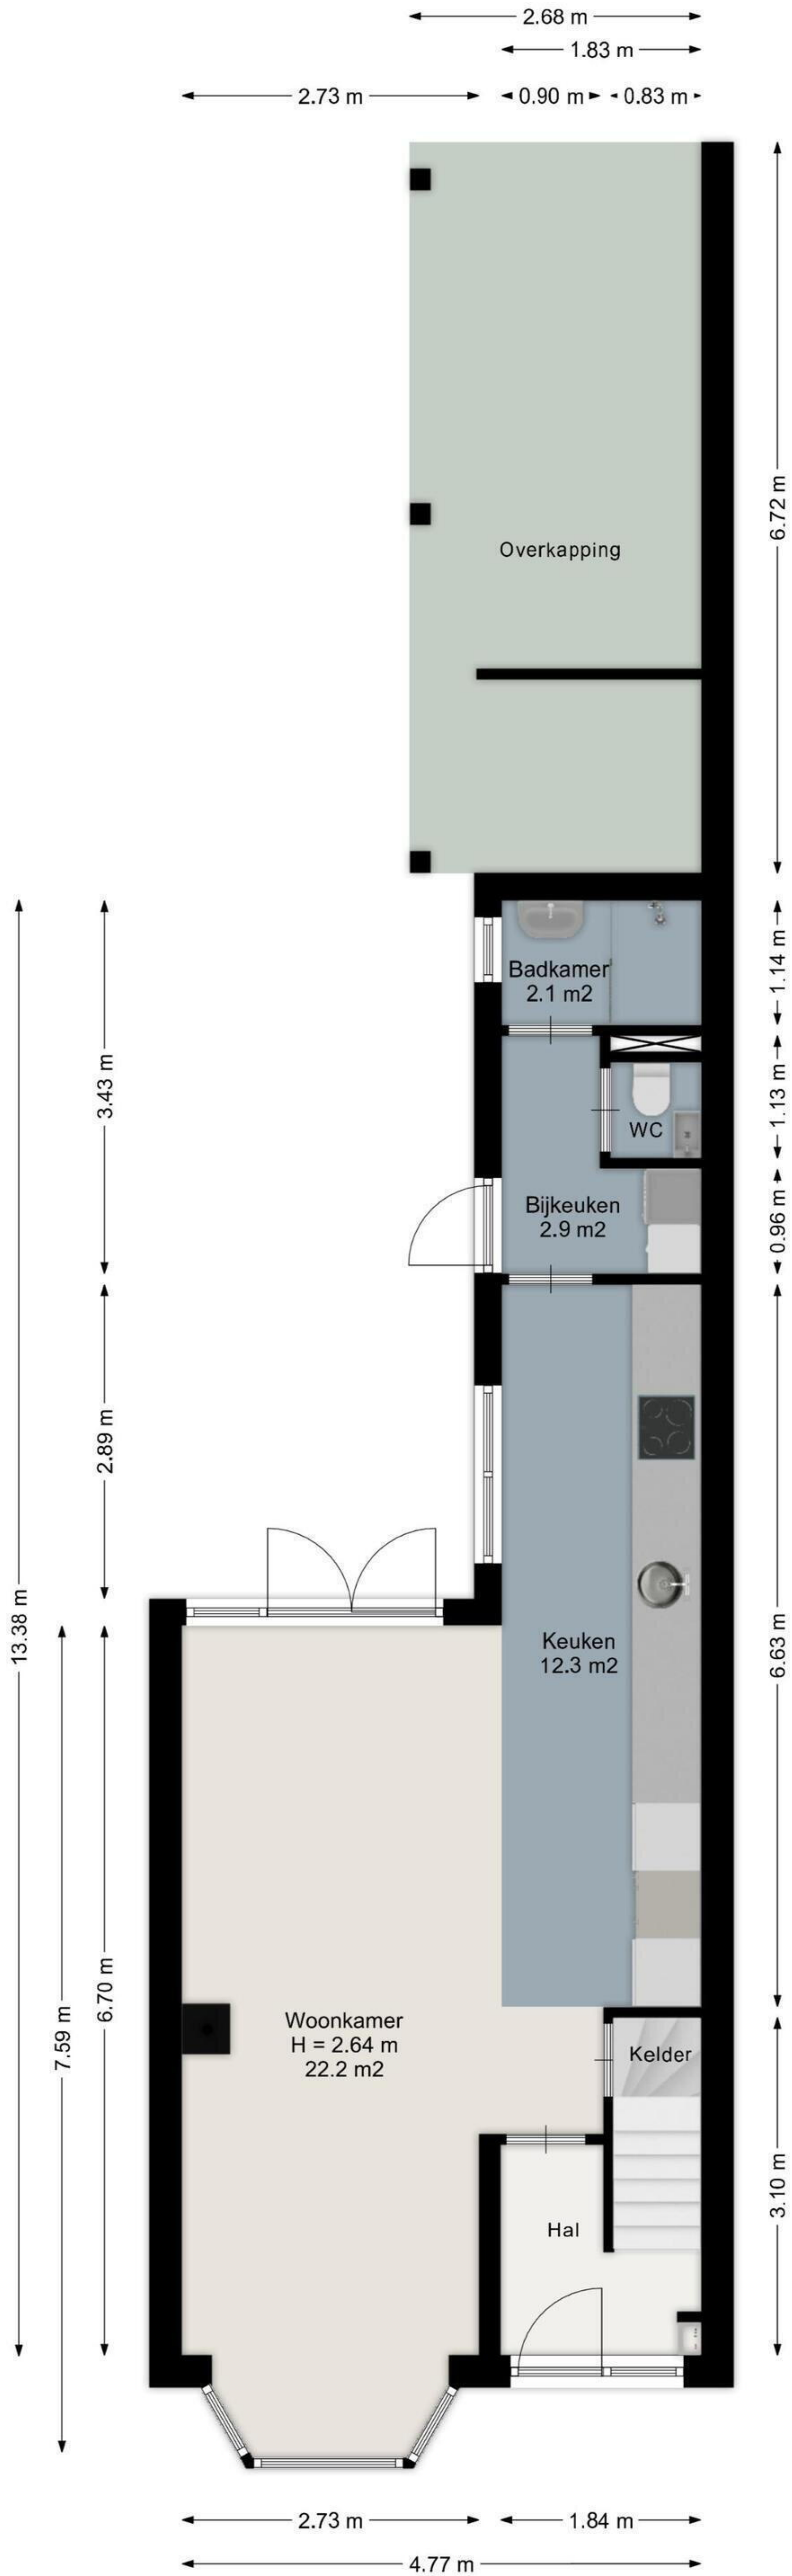 2.68 m
1.83 m
2.73 m
0.90 m
0.83 m
6.72 m
Overkapping
1.14 m
Badkamer
2.1 m2
3.43 m
1.13 m
WC
0.96 m
Bijkeuken
2.9 m2
2.89 m
13.38 m
6.63 m
Keuken
12.3 m2
7.59 m
6.70 m
Woonkamer
H = 2.64 m
22.2 m2
Kelder
3.10 m
Hal
2.73 m
1.84 m
4.77 m